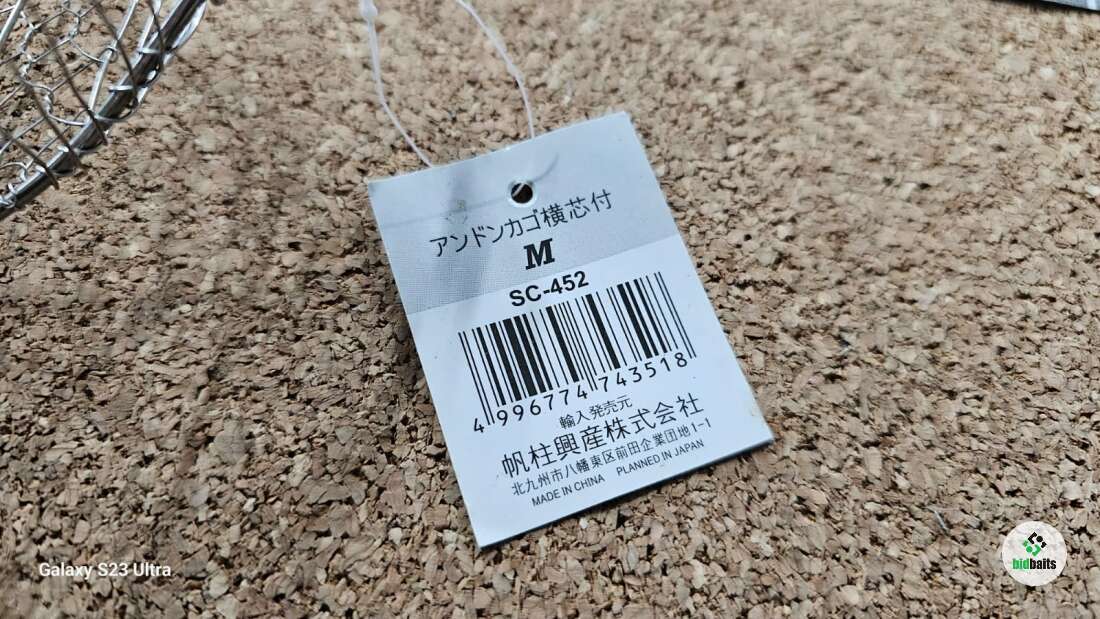 アンドンカゴ横芯付
M
SC-452
4 996774 743518
輸入発売元
帆柱興産株式会社
北九州市八幡東区前田企業団地1-1
MADE IN CHINA PLANNED IN JAPAN
Galaxy S23 Ultra
bidbaits